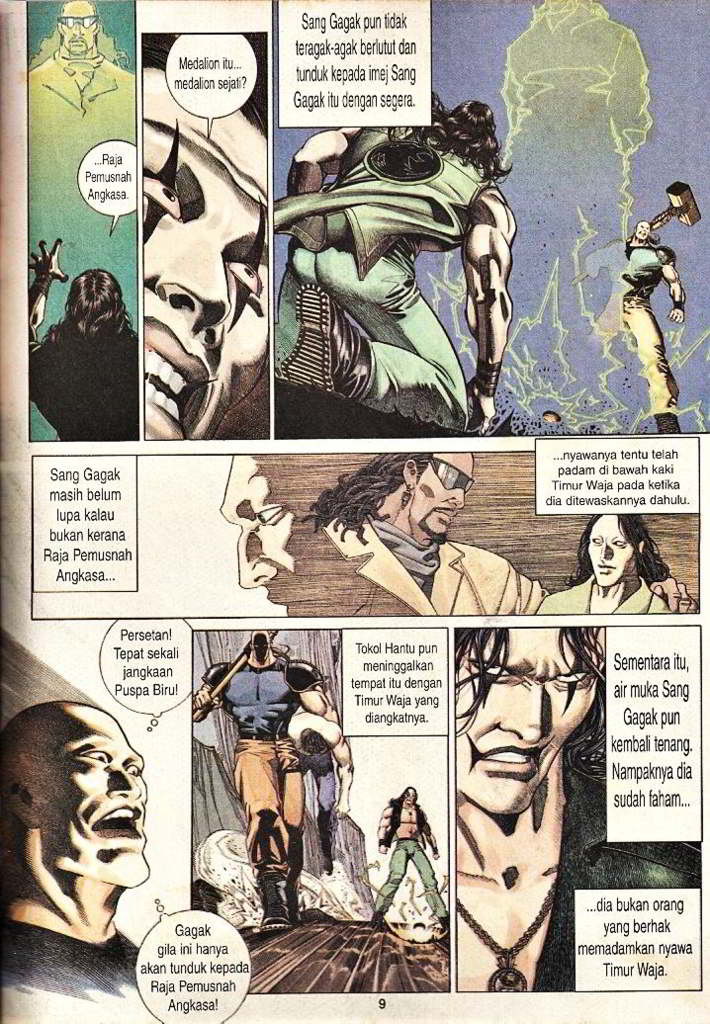 ...Raja
Pemusnah
Angkasa.
Medalion itu...
medalion sejati?
Sang Gagak pun tidak
teragak-agak berlutut dan
tunduk kepada imej Sang
Gagak itu dengan segera.
Sang Gagak
masih belum
lupa kalau
bukan kerana
Raja Pemusnah
Angkasa...
...nyawanya tentu telah
padam di bawah kaki
Timur Waja pada ketika
dia ditewaskannya dahulu.
Persetan!
Tepat sekali
jangkaan
Puspa Biru!
Gagak
gila ini hanya
akan tunduk kepada
Raja Pemusnah
Angkasa!
Tokol Hantu pun
meninggalkan
tempat itu dengan
Timur Waja yang
diangkatnya.
Sementara itu,
air muka Sang
Gagak pun
kembali tenang.
Nampaknya dia
sudah faham...
...dia bukan orang
yang berhak
memadamkan nyawa
Timur Waja.
9